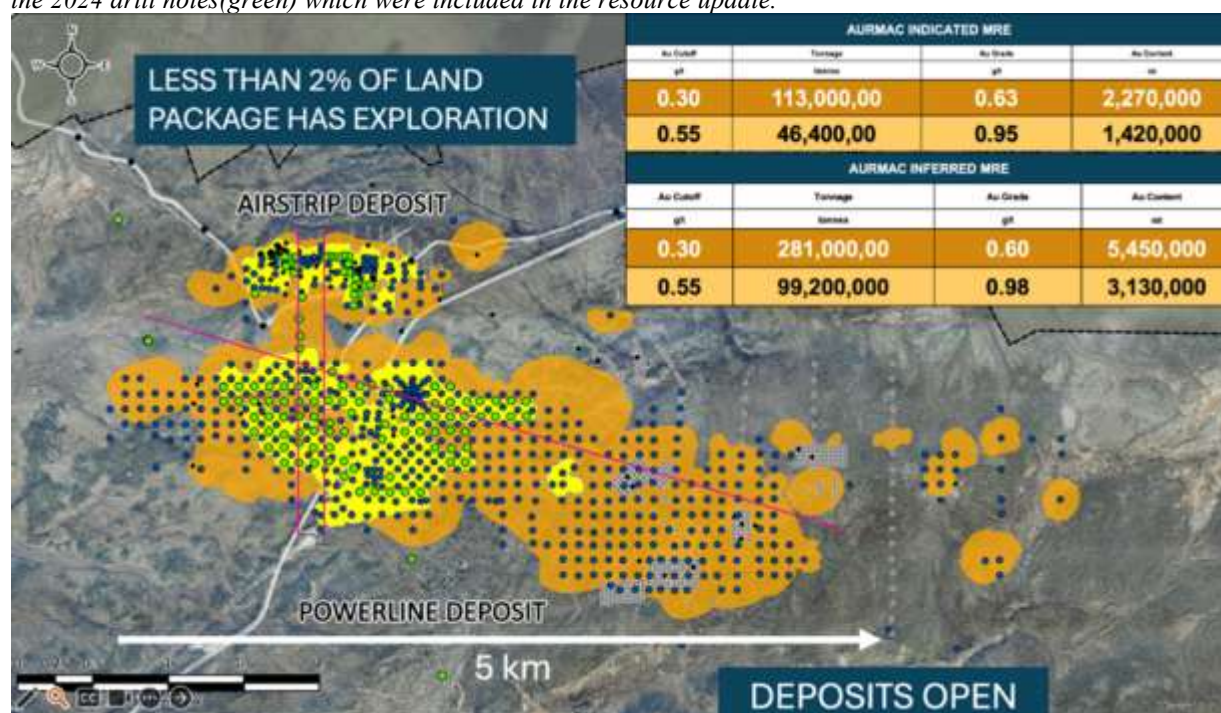 the 2024 drill holes(green) which were included in the resource update.
N
W
E
S
LESS THAN 2% OF LAND
PACKAGE HAS EXPLORATION
AURMAC INDICATED MRE
Au Cutoff Tonnage Au Grade Au Content
g/t tonnes g/t oz
0.30 113,000,00 0.63 2,270,000
0.55 46,400,00 0.95 1,420,000
AURMAC INFERRED MRE
Au Cutoff Tonnage Au Grade Au Content
g/t tonnes g/t oz
0.30 281,000,00 0.60 5,450,000
0.55 99,200,000 0.98 3,130,000
AIRSTRIP DEPOSIT
POWERLINE DEPOSIT
5 km
DEPOSITS OPEN